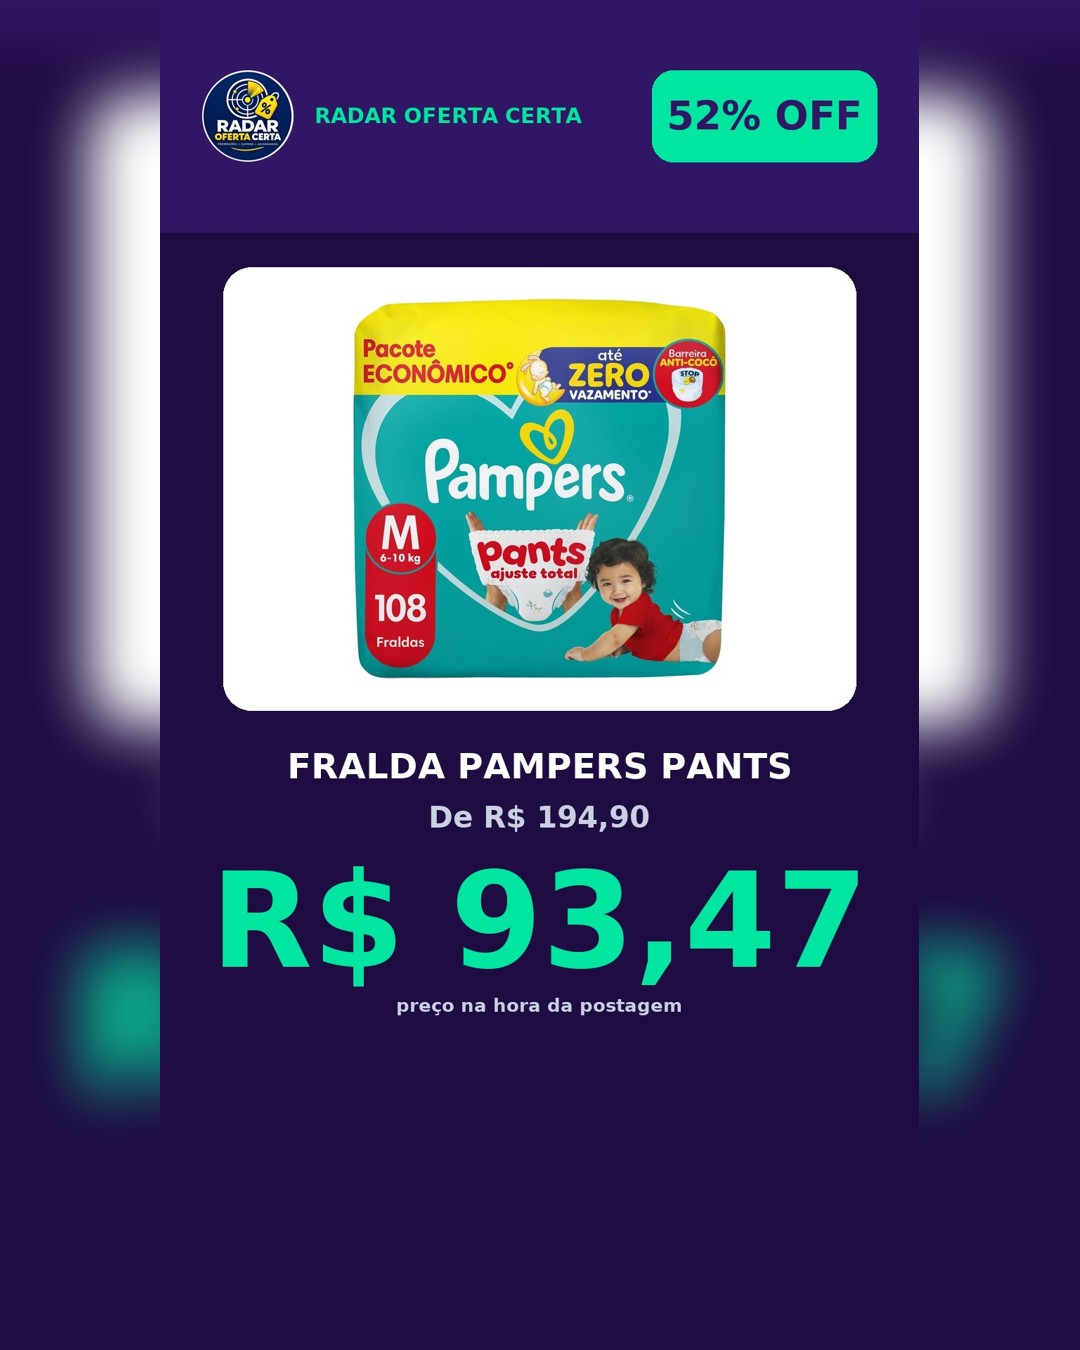 RADAR
OFERTA CERTA
RADAR OFERTA CERTA
52% OFF
Pacote
ECONÔMICO°
até
ZERO
VAZAMENTO*
Barreira
ANTI-COCÔ
STOP
Pampers®
M
6-10 kg
108
Fraldas
pants
ajuste total
FRALDA PAMPERS PANTS
De R$ 194,90
R$ 93,47
preço na hora da postagem